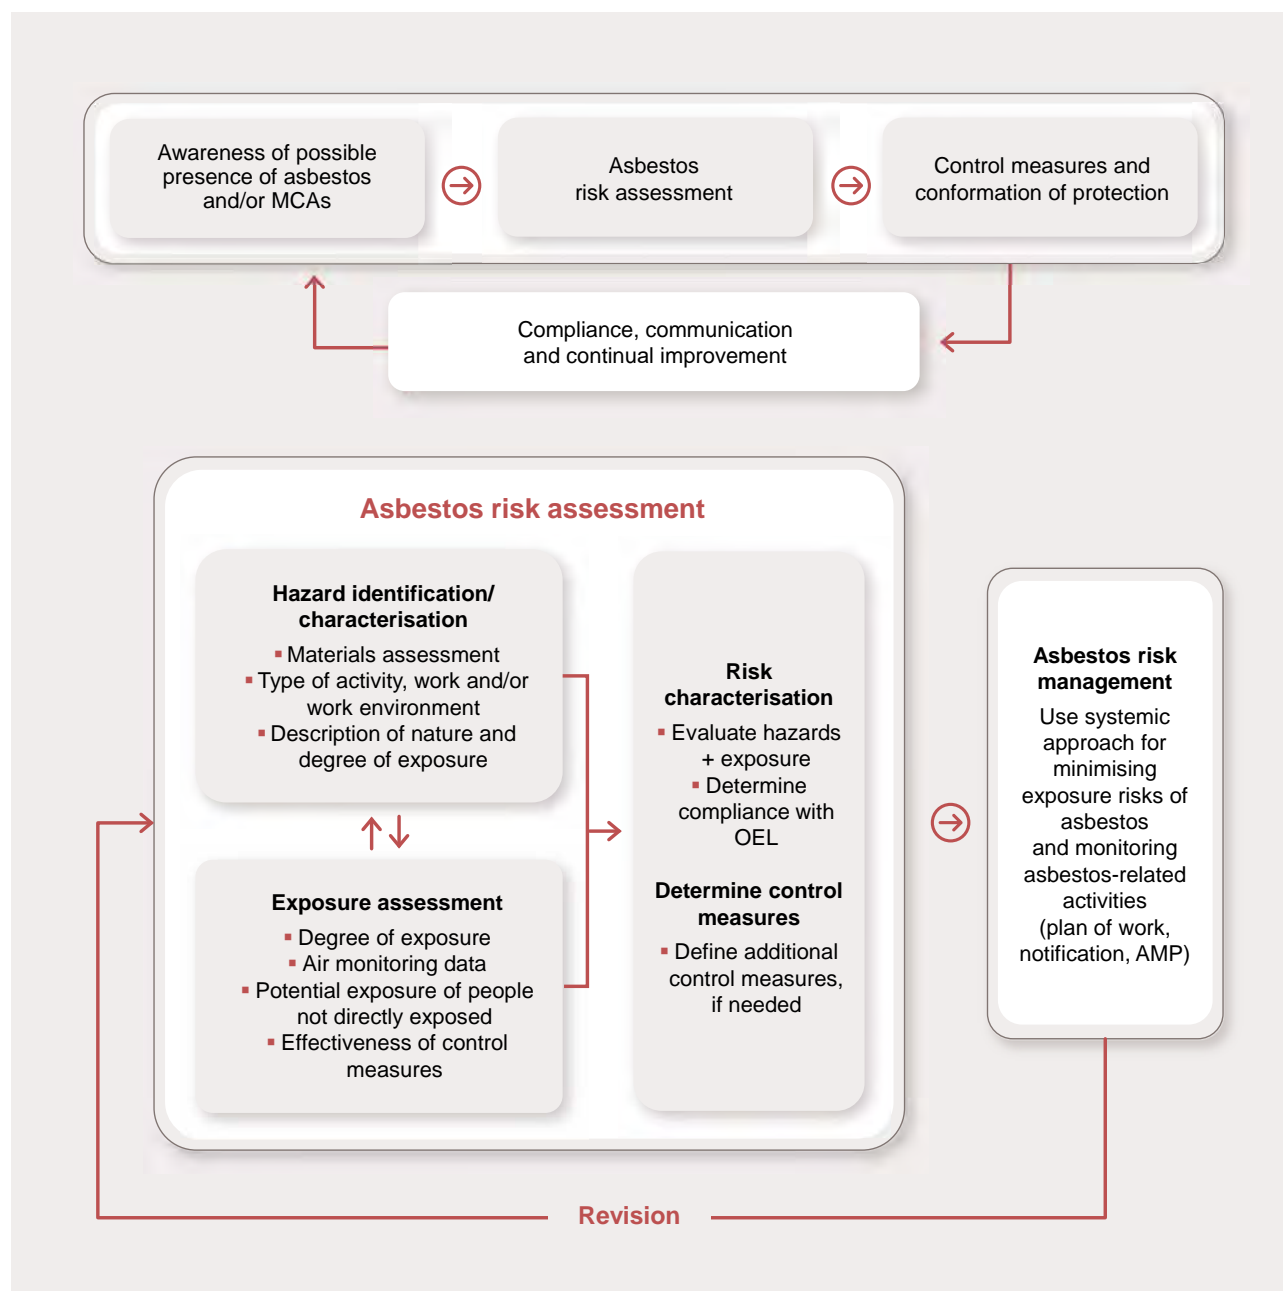 Awareness of possible
presence of asbestos
and/or MCAs
Asbestos
risk assessment
Control measures and
conformation of protection
Compliance, communication
and continual improvement
Asbestos risk assessment
Hazard identification/
characterisation
▪ Materials assessment
▪ Type of activity, work and/or
work environment
▪ Description of nature and
degree of exposure
Exposure assessment
▪ Degree of exposure
▪ Air monitoring data
▪ Potential exposure of people
not directly exposed
▪ Effectiveness of control
measures
Risk
characterisation
▪ Evaluate hazards
+ exposure
▪ Determine
compliance with
OEL
Determine control
measures
▪ Define additional
control measures,
if needed
Asbestos risk
management
Use systemic
approach for
minimising
exposure risks of
asbestos
and monitoring
asbestos-related
activities
(plan of work,
notification, AMP)
Revision